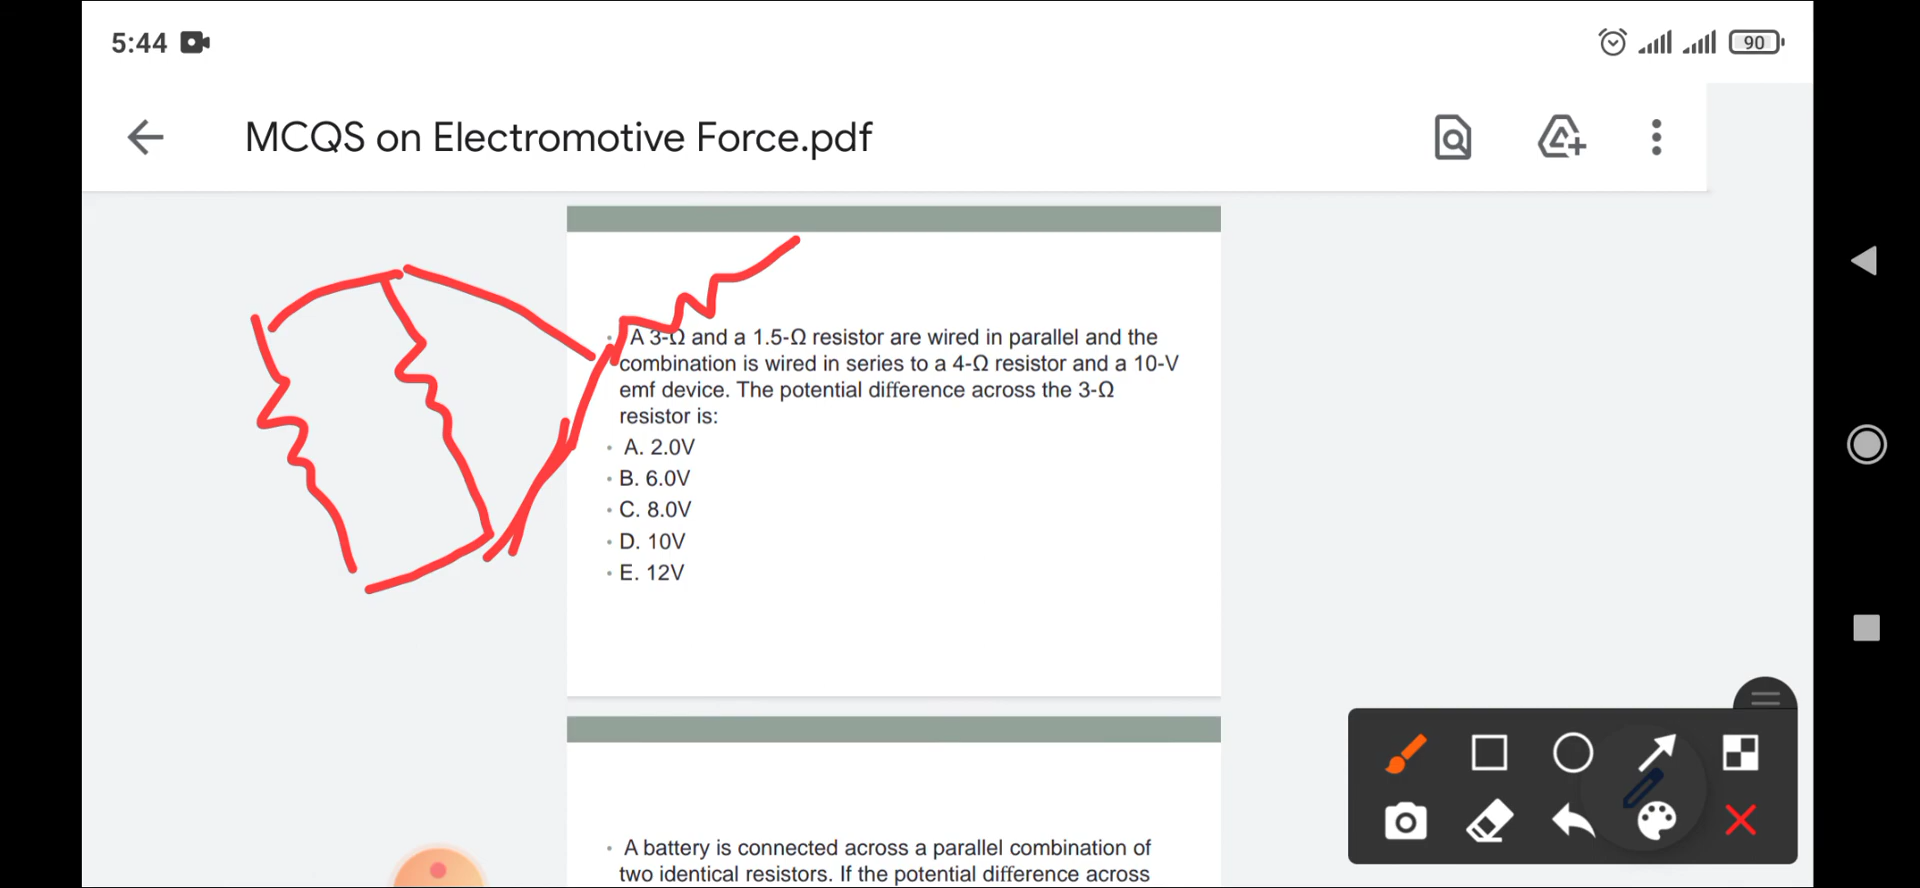 5:44
90
MCQS on Electromotive Force.pdf
• A 3-Ω and a 1.5-Ω resistor are wired in parallel and the
combination is wired in series to a 4-Ω resistor and a 10-V
emf device. The potential difference across the 3-Ω
resistor is:
• A. 2.0V
• B. 6.0V
• C. 8.0V
• D. 10V
• E. 12V
• A battery is connected across a parallel combination of
two identical resistors. If the potential difference across